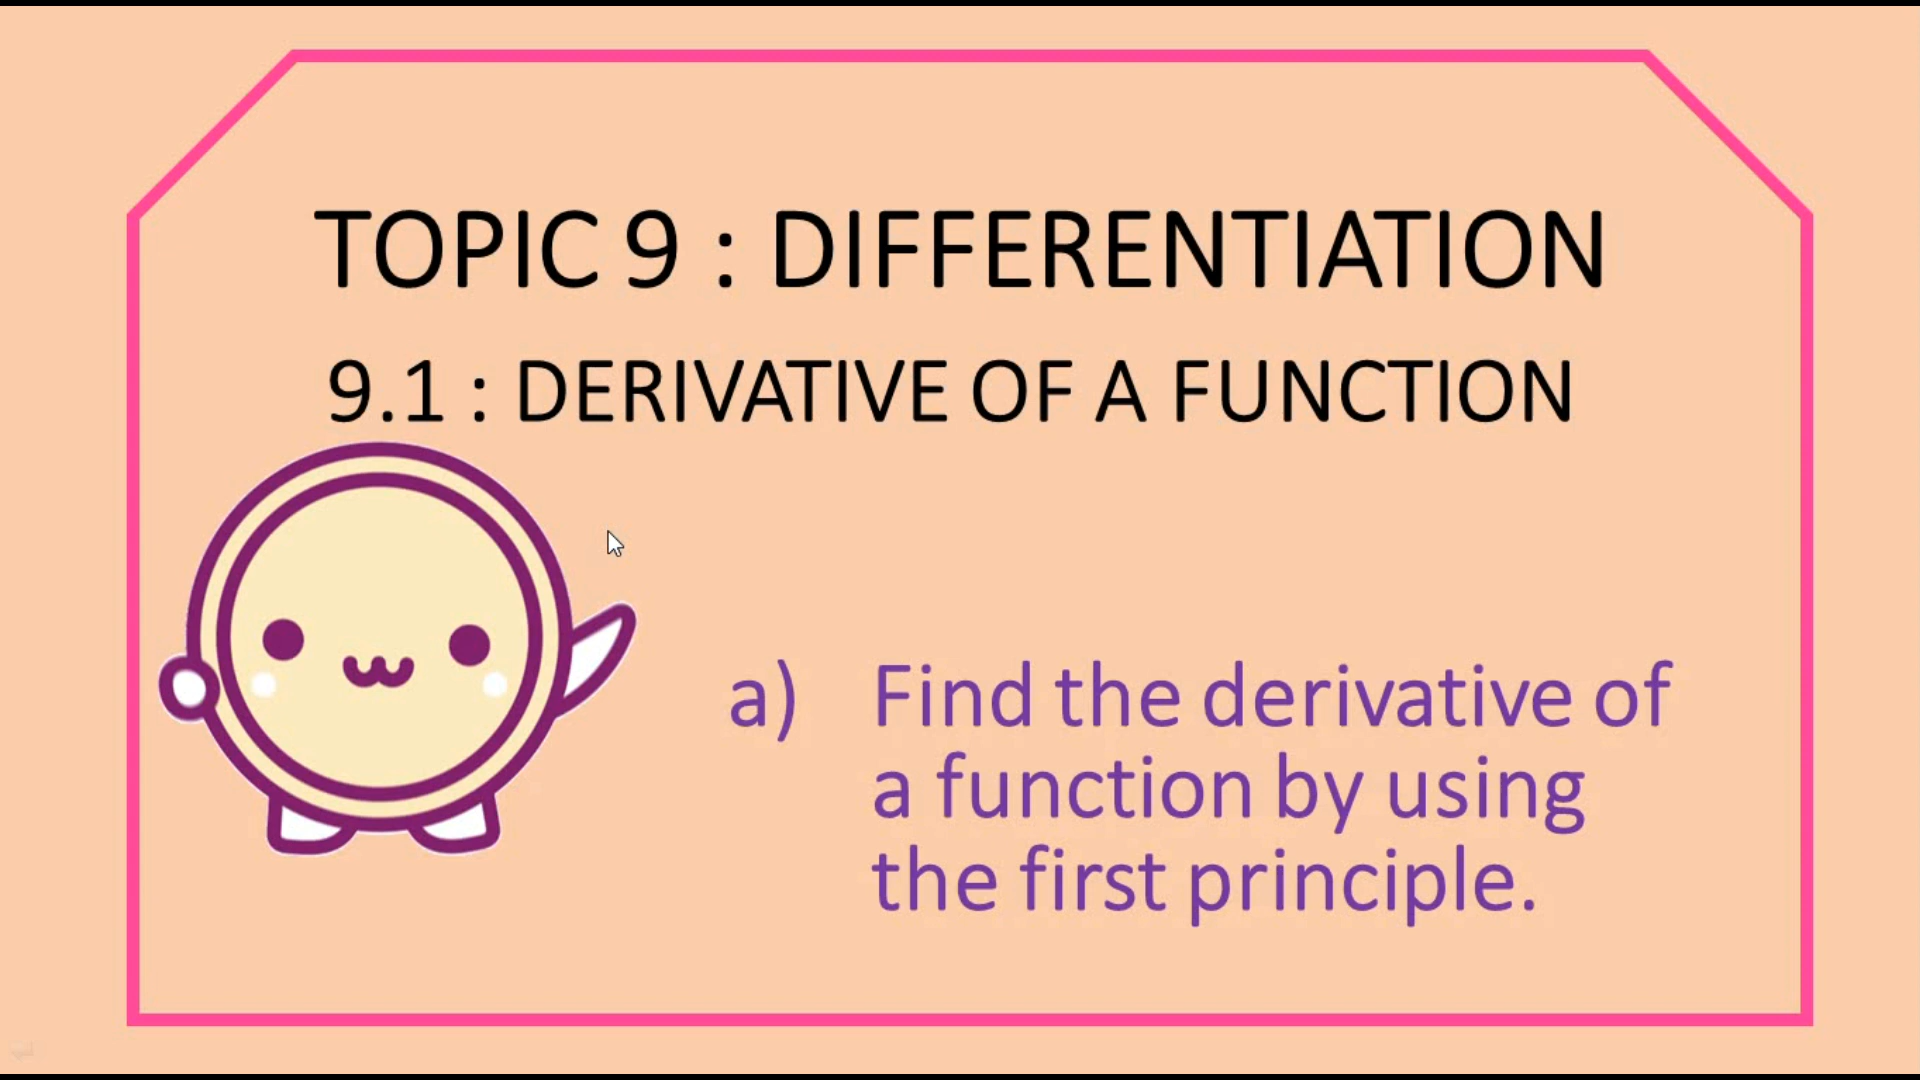 TOPIC 9 : DIFFERENTIATION
9.1 : DERIVATIVE OF A FUNCTION
a) Find the derivative of
a function by using
the first principle.